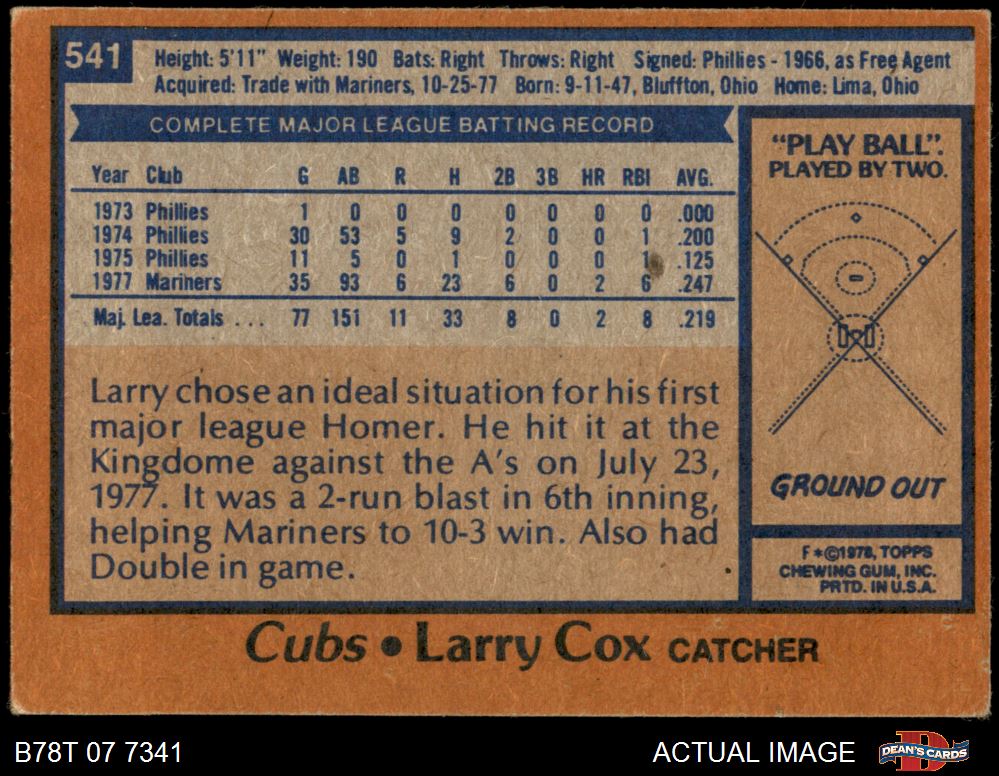 541
Height: 5'11" Weight: 190 Bats: Right Throws: Right Signed: Phillies - 1966, as Free Agent
Acquired: Trade with Mariners, 10-25-77 Born: 9-11-47, Bluffton, Ohio Home: Lima, Ohio
COMPLETE MAJOR LEAGUE BATTING RECORD
Year Club G AB R H 2B 3B HR RBI AVG.
1973 Phillies 1 0 0 0 0 0 0 0 .000
1974 Phillies 30 53 5 9 2 0 0 1 .200
1975 Phillies 11 5 0 1 0 0 0 1 .125
1977 Mariners 35 93 6 23 6 0 2 6 .247
Maj. Lea. Totals ... 77 151 11 33 8 0 2 8 .219
Larry chose an ideal situation for his first
major league Homer. He hit it at the
Kingdome against the A's on July 23,
1977. It was a 2-run blast in 6th inning,
helping Mariners to 10-3 win. Also had
Double in game.
"PLAY BALL".
PLAYED BY TWO.
GROUND OUT
F*©1978, TOPPS
CHEWING GUM, INC.
PRTD. IN U.S.A.
Cubs • Larry Cox CATCHER
B78T 07 7341
ACTUAL IMAGE
D
DEAN'S CARDS